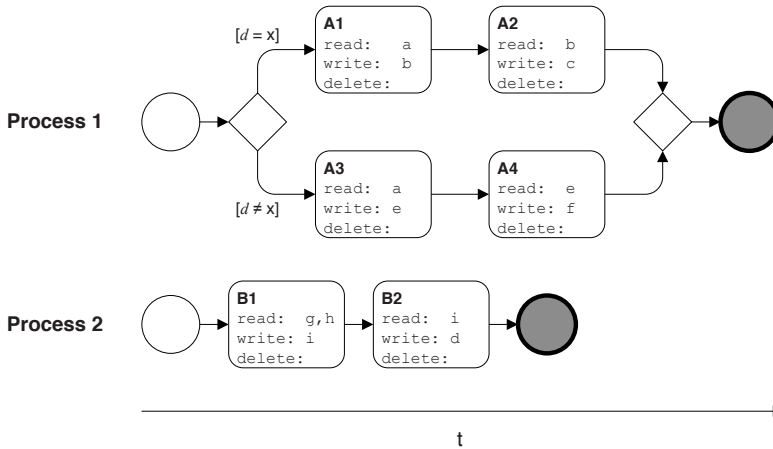 Process 1
[d = x]
A1
read: a
write: b
delete:
A2
read: b
write: c
delete:
[d ≠ x]
A3
read: a
write: e
delete:
A4
read: e
write: f
delete:
Process 2
B1
read: g,h
write: i
delete:
B2
read: i
write: d
delete:
t